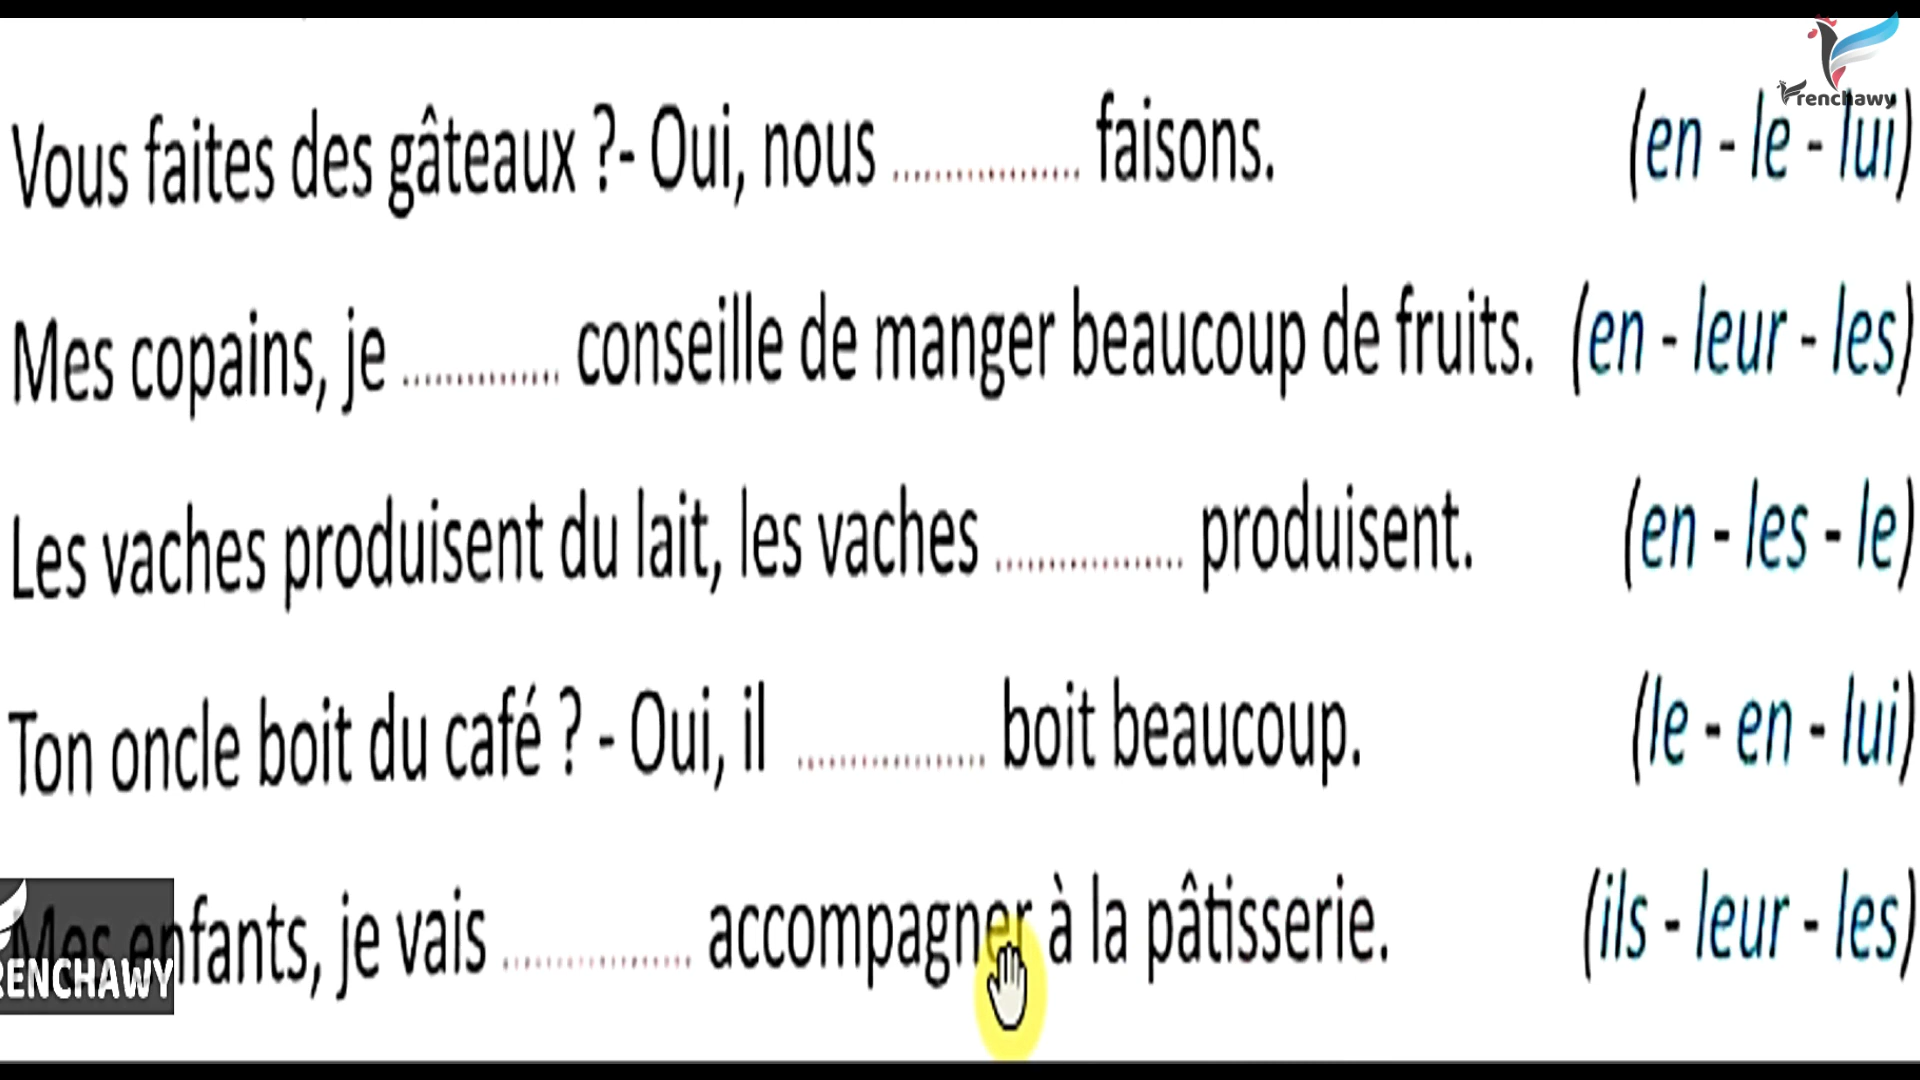 Frenchawy
Vous faites des gâteaux ?- Oui, nous ................. faisons. (en - le - lui)
Mes copains, je .............. conseille de manger beaucoup de fruits. (en - leur - les)
Les vaches produisent du lait, les vaches ................. produisent. (en - les - le)
Ton oncle boit du café ? - Oui, il ................. boit beaucoup. (le - en - lui)
Mes enfants, je vais ................. accompagner à la pâtisserie. (ils - leur - les)
RENCHAWY